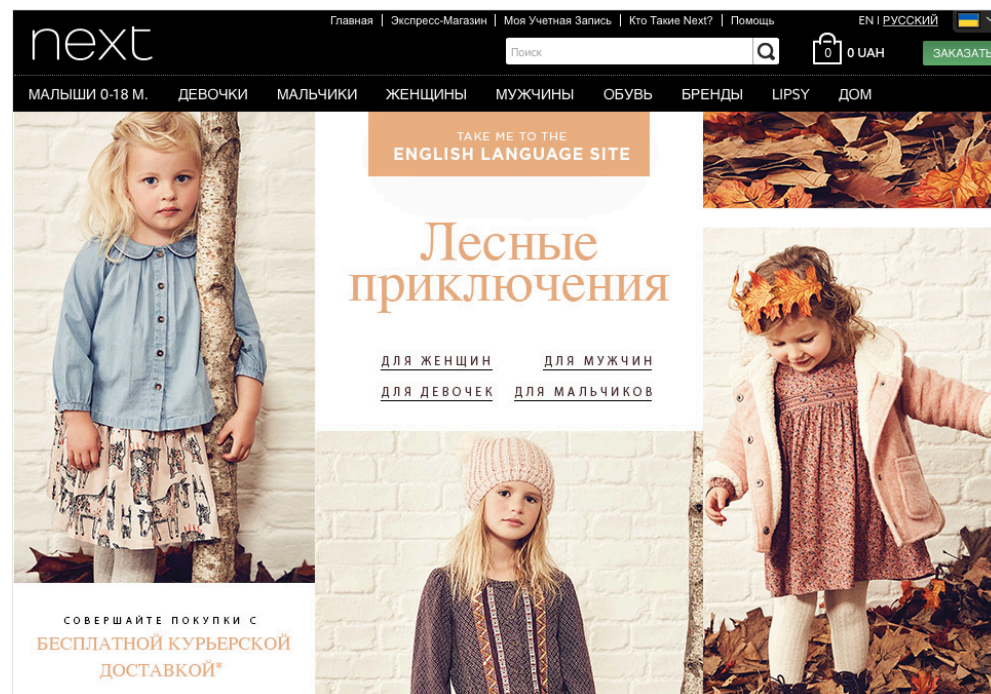 Главная | Экспресс-Магазин | Моя Учетная Запись | Кто Такие Next? | Помощь
EN | РУССКИЙ
next
Поиск
0
0 UAH
ЗАКАЗАТЬ
МАЛЫШИ 0-18 М. ДЕВОЧКИ МАЛЬЧИКИ ЖЕНЩИНЫ МУЖЧИНЫ ОБУВЬ БРЕНДЫ LIPSY ДОМ
TAKE ME TO THE
ENGLISH LANGUAGE SITE
Лесные
приключения
ДЛЯ ЖЕНЩИН ДЛЯ МУЖЧИН
ДЛЯ ДЕВОЧЕК ДЛЯ МАЛЬЧИКОВ
СОВЕРШАЙТЕ ПОКУПКИ С
БЕСПЛАТНОЙ КУРЬЕРСКОЙ
ДОСТАВКОЙ*